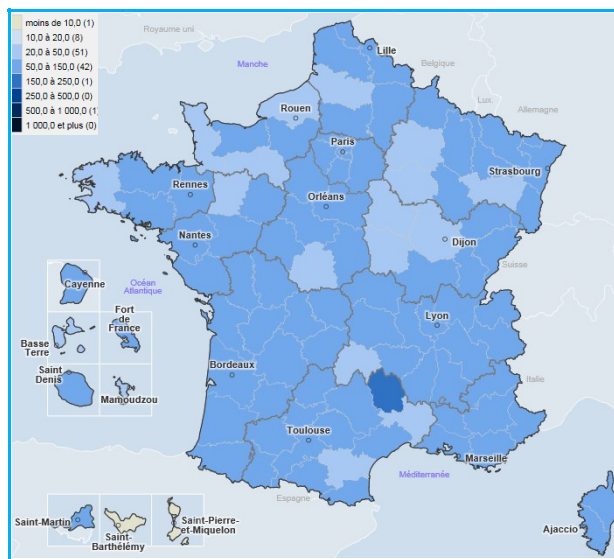 moins de 10,0 (1)
10,0 à 20,0 (8)
20,0 à 50,0 (51)
50,0 à 150,0 (42)
150,0 à 250,0 (1)
250,0 à 500,0 (0)
500,0 à 1 000,0 (1
1 000,0 et plus (0)
Royaume uni
Manche
Lille
Belgique
Lux
Allemagne
Rouen
Paris
Strasbourg
Rennes
Orléans
Nantes
Dijon
Suisse
Cayenne
Océan
Atlantique
Fort
de
France
Basse
Terre
Lyon
Saint
Denis
Mamoudzou
Bordeaux
Italie
Toulouse
Marseille
Méditerranée
Espagne
Saint-Martin
Saint-
Barthélémy
Saint-Pierre-
et-Miquelon
Ajaccio